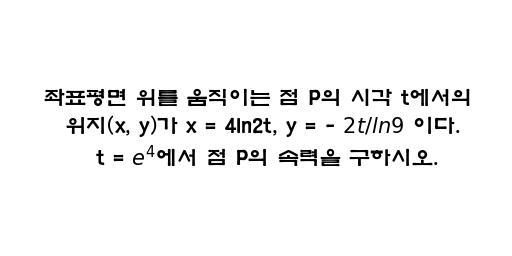 좌표평면 위를 움직이는 점 P의 시각 t에서의
위지(x, y)가 x = 4ln2t, y = - 2t/ln9 이다.
t = e⁴에서 점 P의 속력을 구하시오.